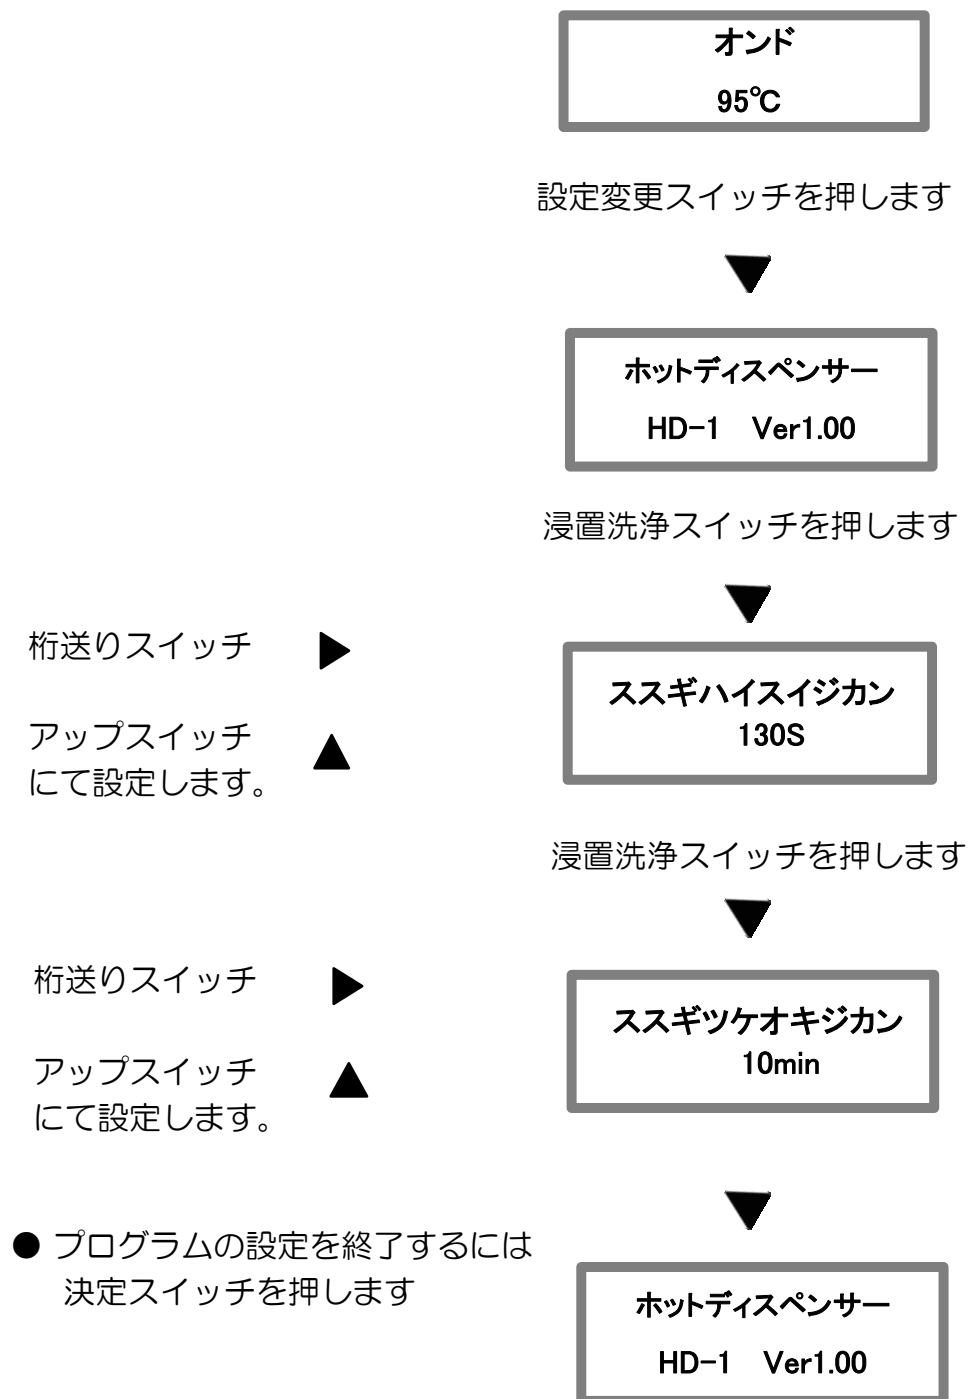 オンド
95℃
設定変更スイッチを押します
▼
ホットディスペンサー
HD-1 Ver1.00
浸置洗浄スイッチを押します
▼
桁送りスイッチ ▶
アップスイッチ ▲
にて設定します。
ススギハイスイジカン
130S
浸置洗浄スイッチを押します
▼
桁送りスイッチ ▶
アップスイッチ ▲
にて設定します。
ススギツケオキジカン
10min
▼
● プログラムの設定を終了するには
決定スイッチを押します
ホットディスペンサー
HD-1 Ver1.00